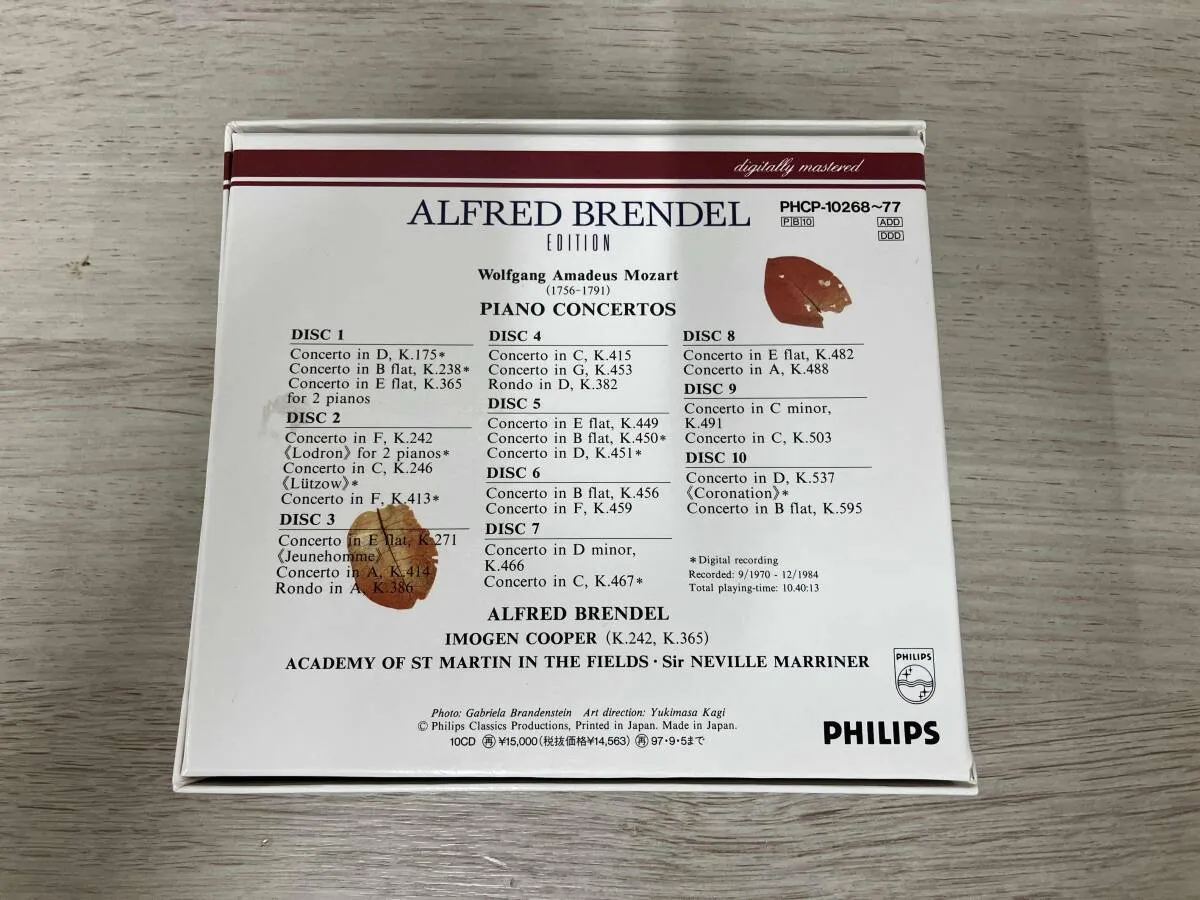 digitally mastered
ALFRED BRENDEL
EDITION
PHCP-10268~77
P B 10
ADD
DDD
Wolfgang Amadeus Mozart
(1756-1791)
PIANO CONCERTOS
DISC 1
Concerto in D, K.175*
Concerto in B flat, K.238*
Concerto in E flat, K.365
for 2 pianos
DISC 2
Concerto in F, K.242
《Lodron》 for 2 pianos*
Concerto in C, K.246
《Lützow》*
Concerto in F, K.413*
DISC 3
Concerto in E flat, K.271
《Jeunehomme》
Concerto in A, K.414
Rondo in A, K.386
DISC 4
Concerto in C, K.415
Concerto in G, K.453
Rondo in D, K.382
DISC 5
Concerto in E flat, K.449
Concerto in B flat, K.450*
Concerto in D, K.451*
DISC 6
Concerto in B flat, K.456
Concerto in F, K.459
DISC 7
Concerto in D minor,
K.466
Concerto in C, K.467*
DISC 8
Concerto in E flat, K.482
Concerto in A, K.488
DISC 9
Concerto in C minor,
K.491
Concerto in C, K.503
DISC 10
Concerto in D, K.537
《Coronation》*
Concerto in B flat, K.595
*Digital recording
Recorded: 9/1970 - 12/1984
Total playing-time: 10.40:13
ALFRED BRENDEL
IMOGEN COOPER (K.242, K.365)
ACADEMY OF ST MARTIN IN THE FIELDS · Sir NEVILLE MARRINER
PHILIPS
Photo: Gabriela Brandenstein Art direction: Yukimasa Kagi
© Philips Classics Productions, Printed in Japan. Made in Japan.
10CD ㊢¥15,000(税抜価格¥14,563) ㊢97・9・5まで
PHILIPS